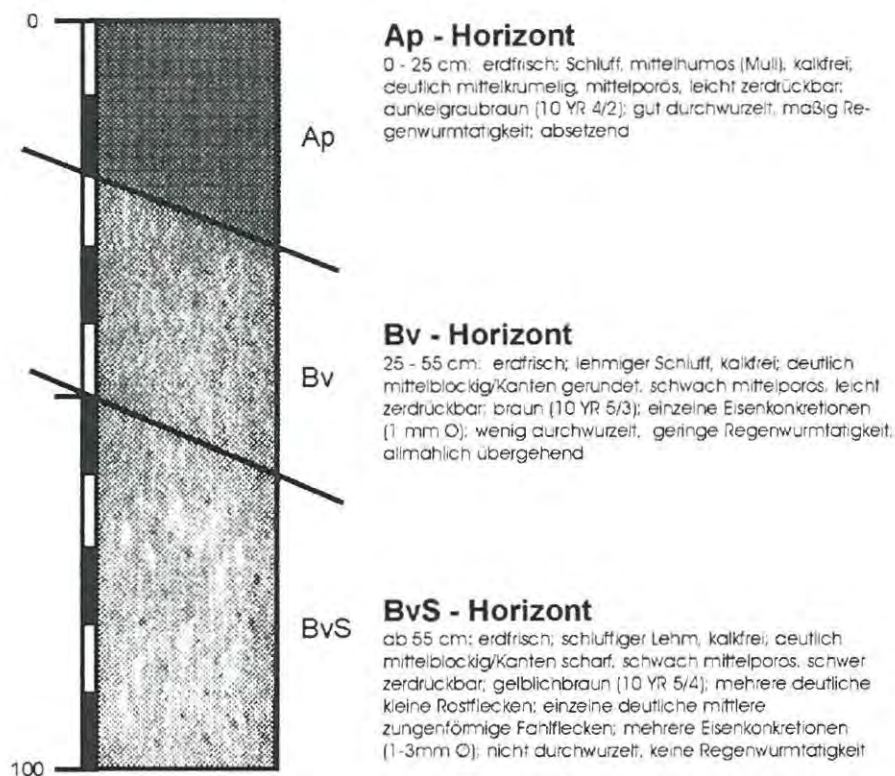 0
Ap - Horizont
0 - 25 cm: erdfrisch; Schluff, mittelhumos (Mull), kalkfrei;
deutlich mittelkrumelig, mittelporös, leicht zerdrückbar;
dunkelgraubraun (10 YR 4/2); gut durchwurzelt, maßig Re-
genwurmtätigkeit; absetzend
Ap
Bv - Horizont
25 - 55 cm: erdfrisch; lehmiger Schluff, kalkfrei; deutlich
mittelblockig/Kanten gerundet, schwach mittelporös, leicht
zerdrückbar; braun (10 YR 5/3); einzelne Eisenkonkretionen
(1 mm O); wenig durchwurzelt, geringe Regenwurmtätigkeit;
allmählich übergehend
Bv
BvS - Horizont
ab 55 cm: erdfrisch; schluffiger Lehm, kalkfrei; deutlich
mittelblockig/Kanten scharf, schwach mittelporös, schwer
zerdrückbar; gelblichbraun (10 YR 5/4); mehrere deutliche
kleine Rostflecken; einzelne deutliche mittlere
zungenförmige Fahlflecken; mehrere Eisenkonkretionen
(1-3mm O); nicht durchwurzelt, keine Regenwurmtätigkeit
BvS
100